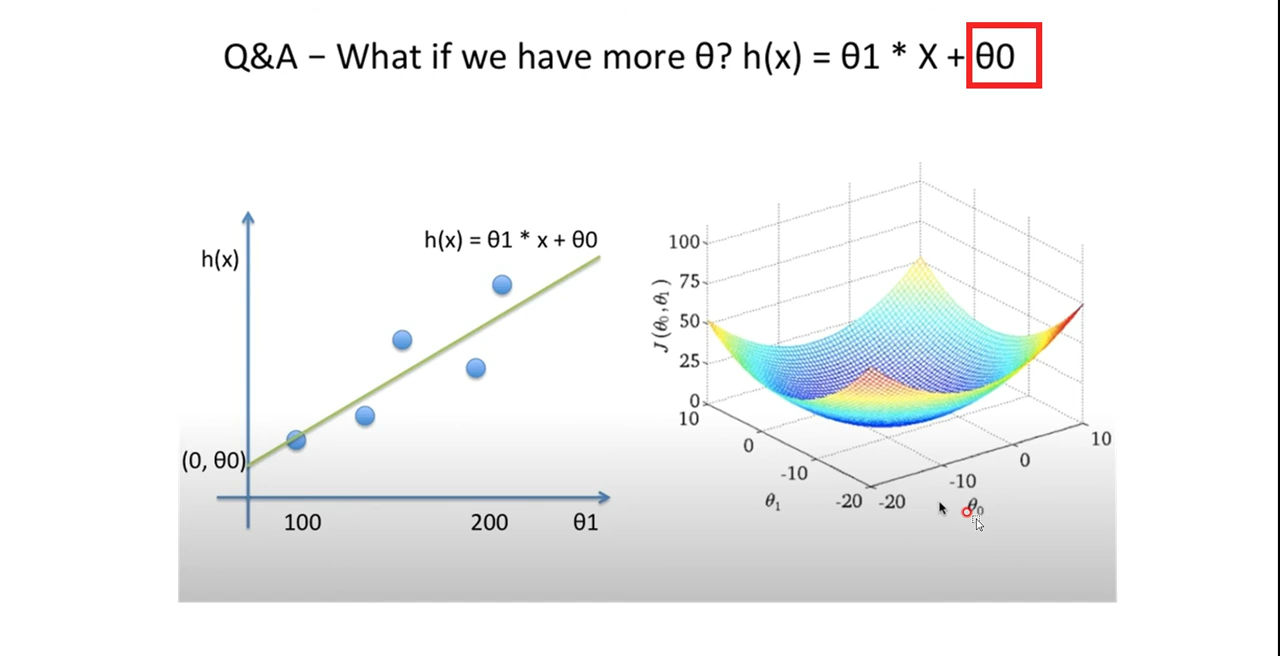 Q&A – What if we have more θ? h(x) = θ1 * X + θ0
h(x)
h(x) = θ1 * x + θ0
(0, θ0)
100
200
θ1
100
75
50
25
0
J (θ₀,θ₁)
10
0
-10
-20
θ₁
-20
-10
0
10
θ₀